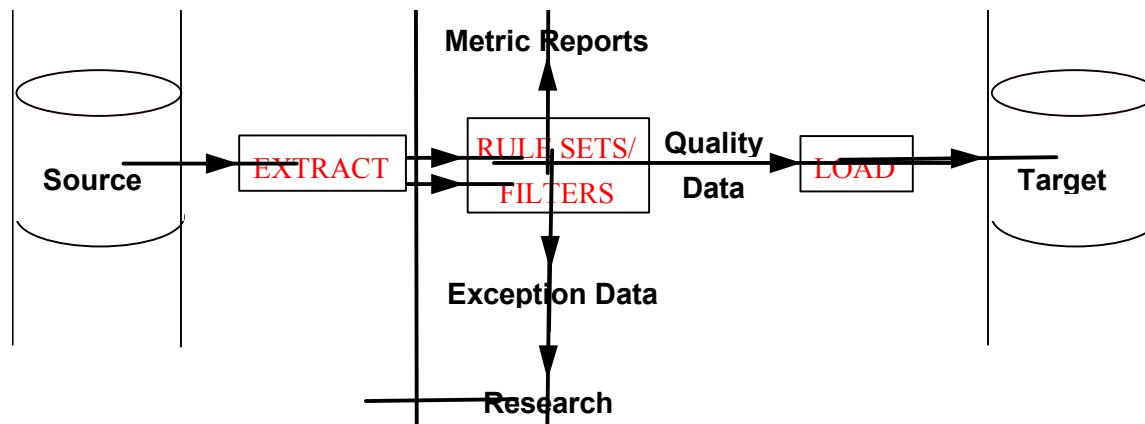 Metric Reports
Source
EXTRACT
RULE SETS/
FILTERS
Quality
Data
LOAD
Target
Exception Data
Research